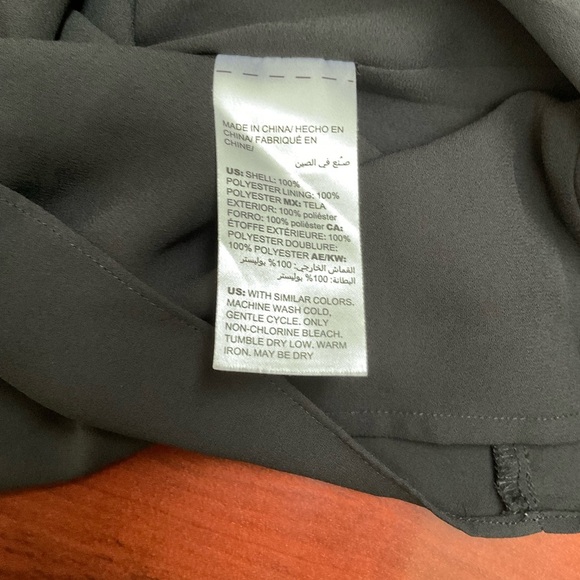 MADE IN CHINA/ HECHO EN
CHINA/ FABRIQUÉ EN
CHINE/
صنع في الصين
US: SHELL: 100%
POLYESTER LINING: 100%
POLYESTER MX: TELA
EXTERIOR: 100% poliéster
FORRO: 100% poliéster CA:
ÉTOFFE EXTÉRIEURE: 100%
POLYESTER DOUBLURE:
100% POLYESTER AE/KW:
القماش الخارجي: 100% بوليستر
البطانة: 100% بوليستر
US: WITH SIMILAR COLORS.
MACHINE WASH COLD,
GENTLE CYCLE. ONLY
NON-CHLORINE BLEACH.
TUMBLE DRY LOW. WARM
IRON. MAY BE DRY